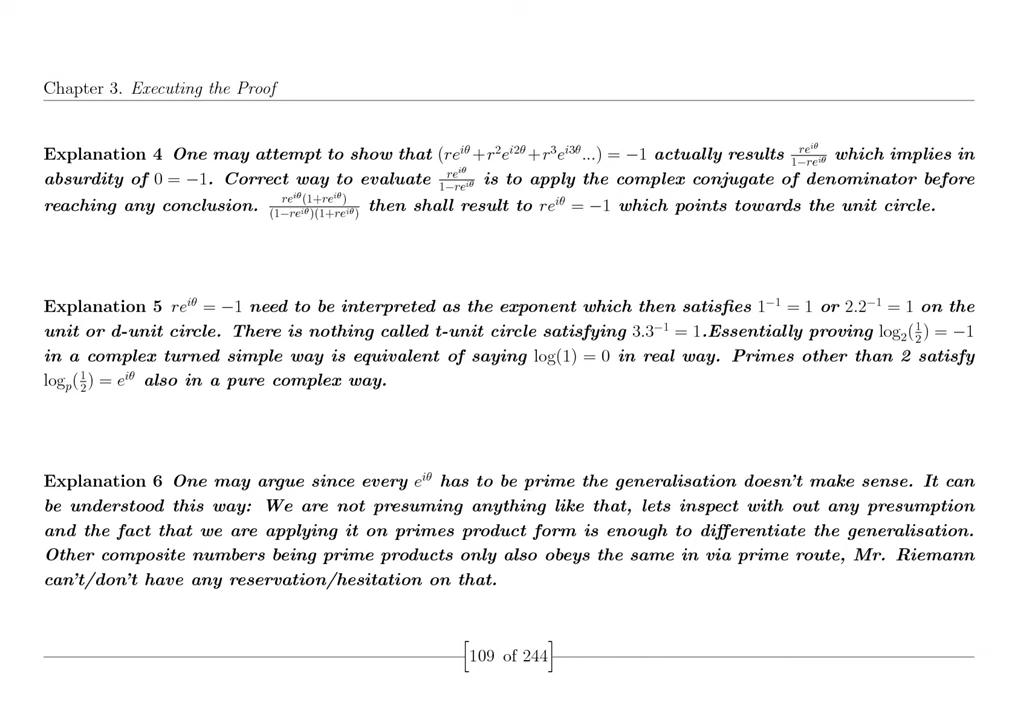 Chapter 3. Executing the Proof
Explanation 4 One may attempt to show that (re^{iθ}+r^2e^{i2θ}+r^3e^{i3θ}...) = −1 actually results \frac{re^{iθ}}{1−re^{iθ}} which implies in
absurdity of 0 = −1. Correct way to evaluate \frac{re^{iθ}}{1−re^{iθ}} is to apply the complex conjugate of denominator before
reaching any conclusion. \frac{re^{iθ}(1+re^{iθ})}{(1−re^{iθ})(1+re^{iθ})} then shall result to re^{iθ} = −1 which points towards the unit circle.
Explanation 5 re^{iθ} = −1 need to be interpreted as the exponent which then satisfies 1^{−1} = 1 or 2.2^{−1} = 1 on the
unit or d-unit circle. There is nothing called t-unit circle satisfying 3.3^{−1} = 1.Essentially proving log_2(\frac{1}{2}) = −1
in a complex turned simple way is equivalent of saying log(1) = 0 in real way. Primes other than 2 satisfy
log_p(\frac{1}{2}) = e^{iθ} also in a pure complex way.
Explanation 6 One may argue since every e^{iθ} has to be prime the generalisation doesn't make sense. It can
be understood this way: We are not presuming anything like that, lets inspect with out any presumption
and the fact that we are applying it on primes product form is enough to differentiate the generalisation.
Other composite numbers being prime products only also obeys the same in via prime route, Mr. Riemann
can't/don't have any reservation/hesitation on that.
[109 of 244]